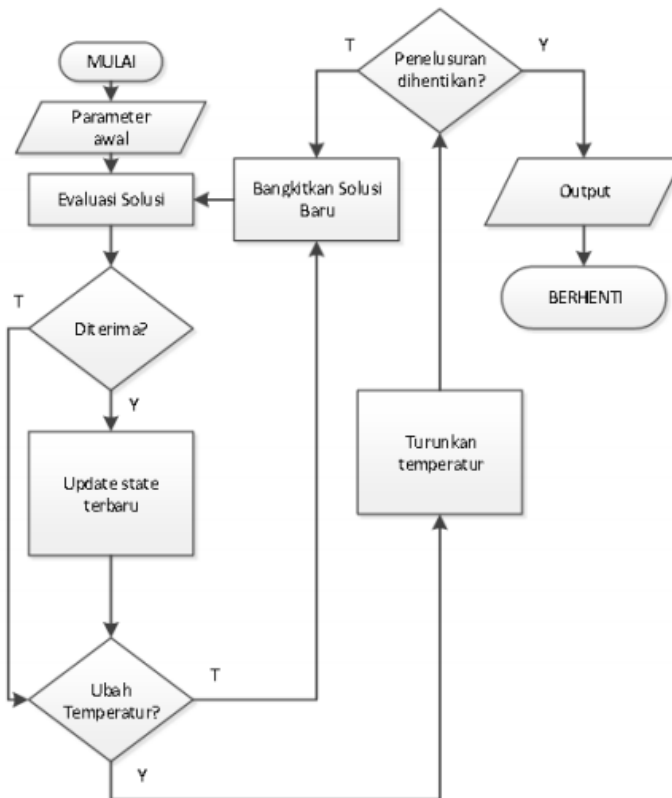 MULAI
Parameter
awal
Evaluasi Solusi
Bangkitkan Solusi
Baru
T
Penelusuran
dihentikan?
Y
Output
BERHENTI
T
Diterima?
Y
Update state
terbaru
Turunkan
temperatur
Ubah
Temperatur?
T
Y